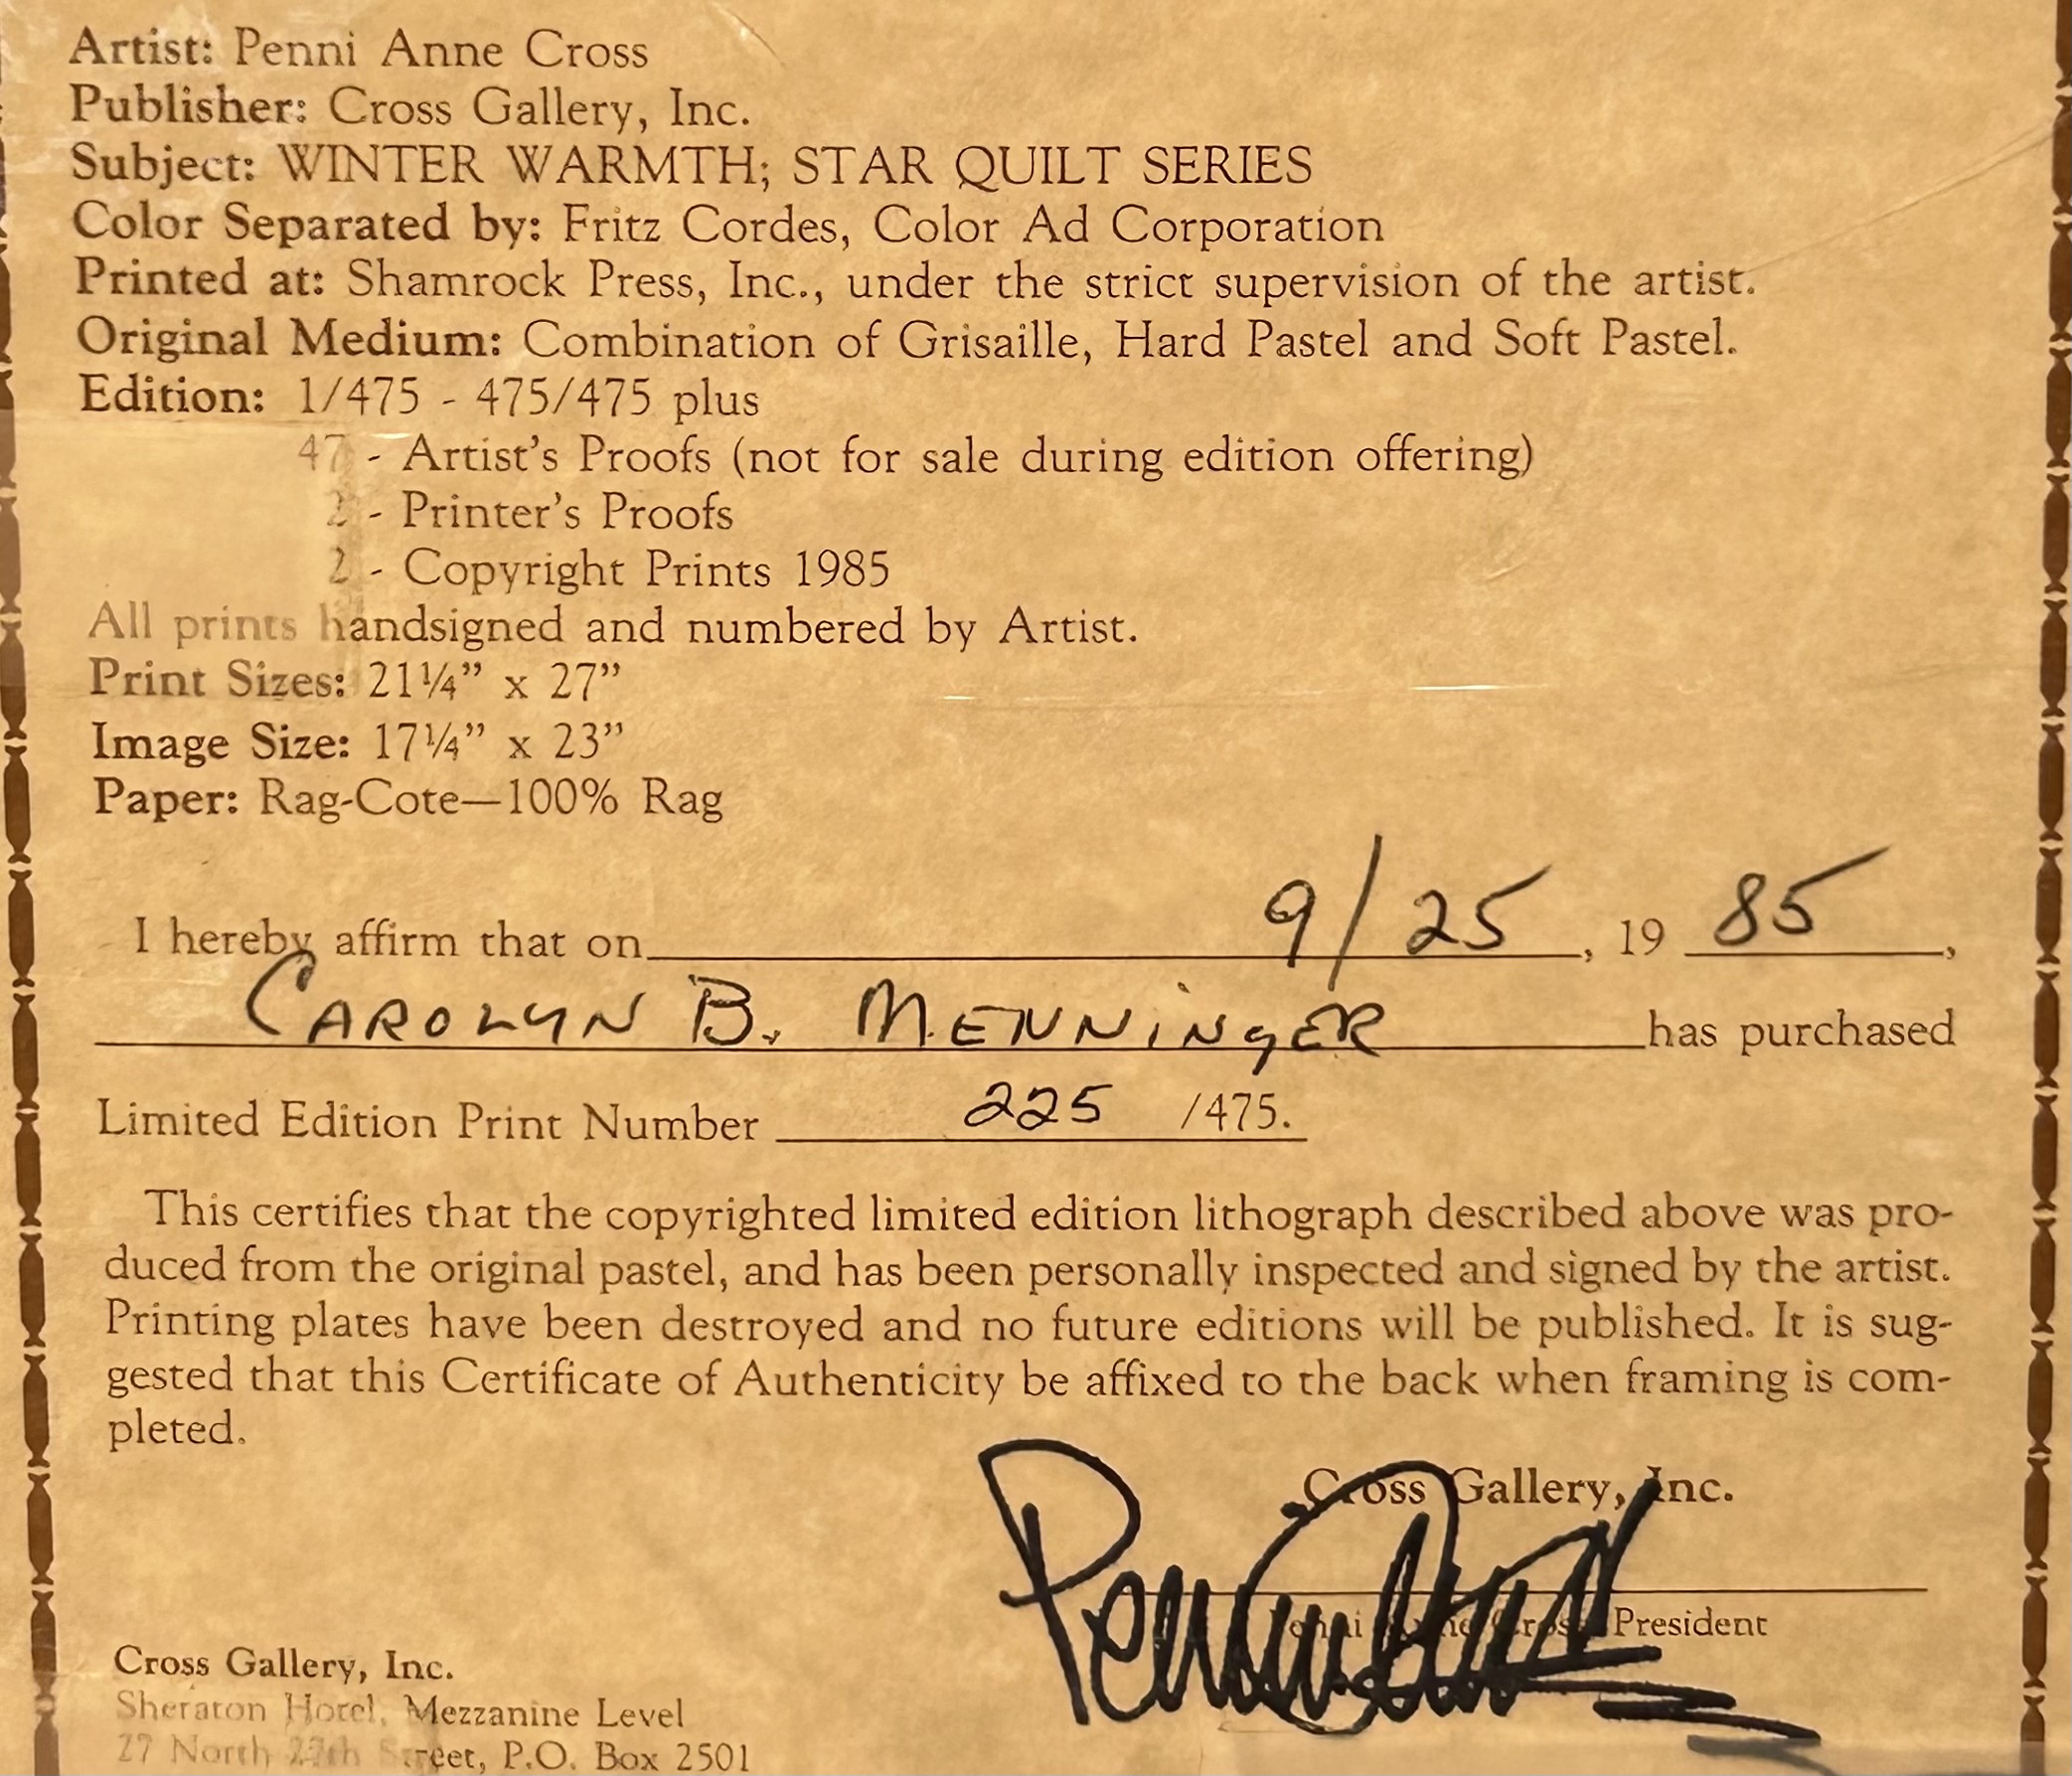 Artist: Penni Anne Cross
Publisher: Cross Gallery, Inc.
Subject: WINTER WARMTH; STAR QUILT SERIES
Color Separated by: Fritz Cordes, Color Ad Corporation
Printed at: Shamrock Press, Inc., under the strict supervision of the artist.
Original Medium: Combination of Grisaille, Hard Pastel and Soft Pastel.
Edition: 1/475 - 475/475 plus
47 - Artist's Proofs (not for sale during edition offering)
2 - Printer's Proofs
2 - Copyright Prints 1985
All prints handsigned and numbered by Artist.
Print Sizes: 21¼” x 27”
Image Size: 17¼” x 23”
Paper: Rag-Cote—100% Rag
I hereby affirm that on 9/25, 19 85,
CAROLYN B. MENNINGER has purchased
Limited Edition Print Number 225 /475.
This certifies that the copyrighted limited edition lithograph described above was pro-
duced from the original pastel, and has been personally inspected and signed by the artist.
Printing plates have been destroyed and no future editions will be published. It is sug-
gested that this Certificate of Authenticity be affixed to the back when framing is com-
pleted.
Cross Gallery, Inc.
Penni Anne Cross President
Cross Gallery, Inc.
Sheraton Hotel, Mezzanine Level
27 North 27th Street, P.O. Box 2501